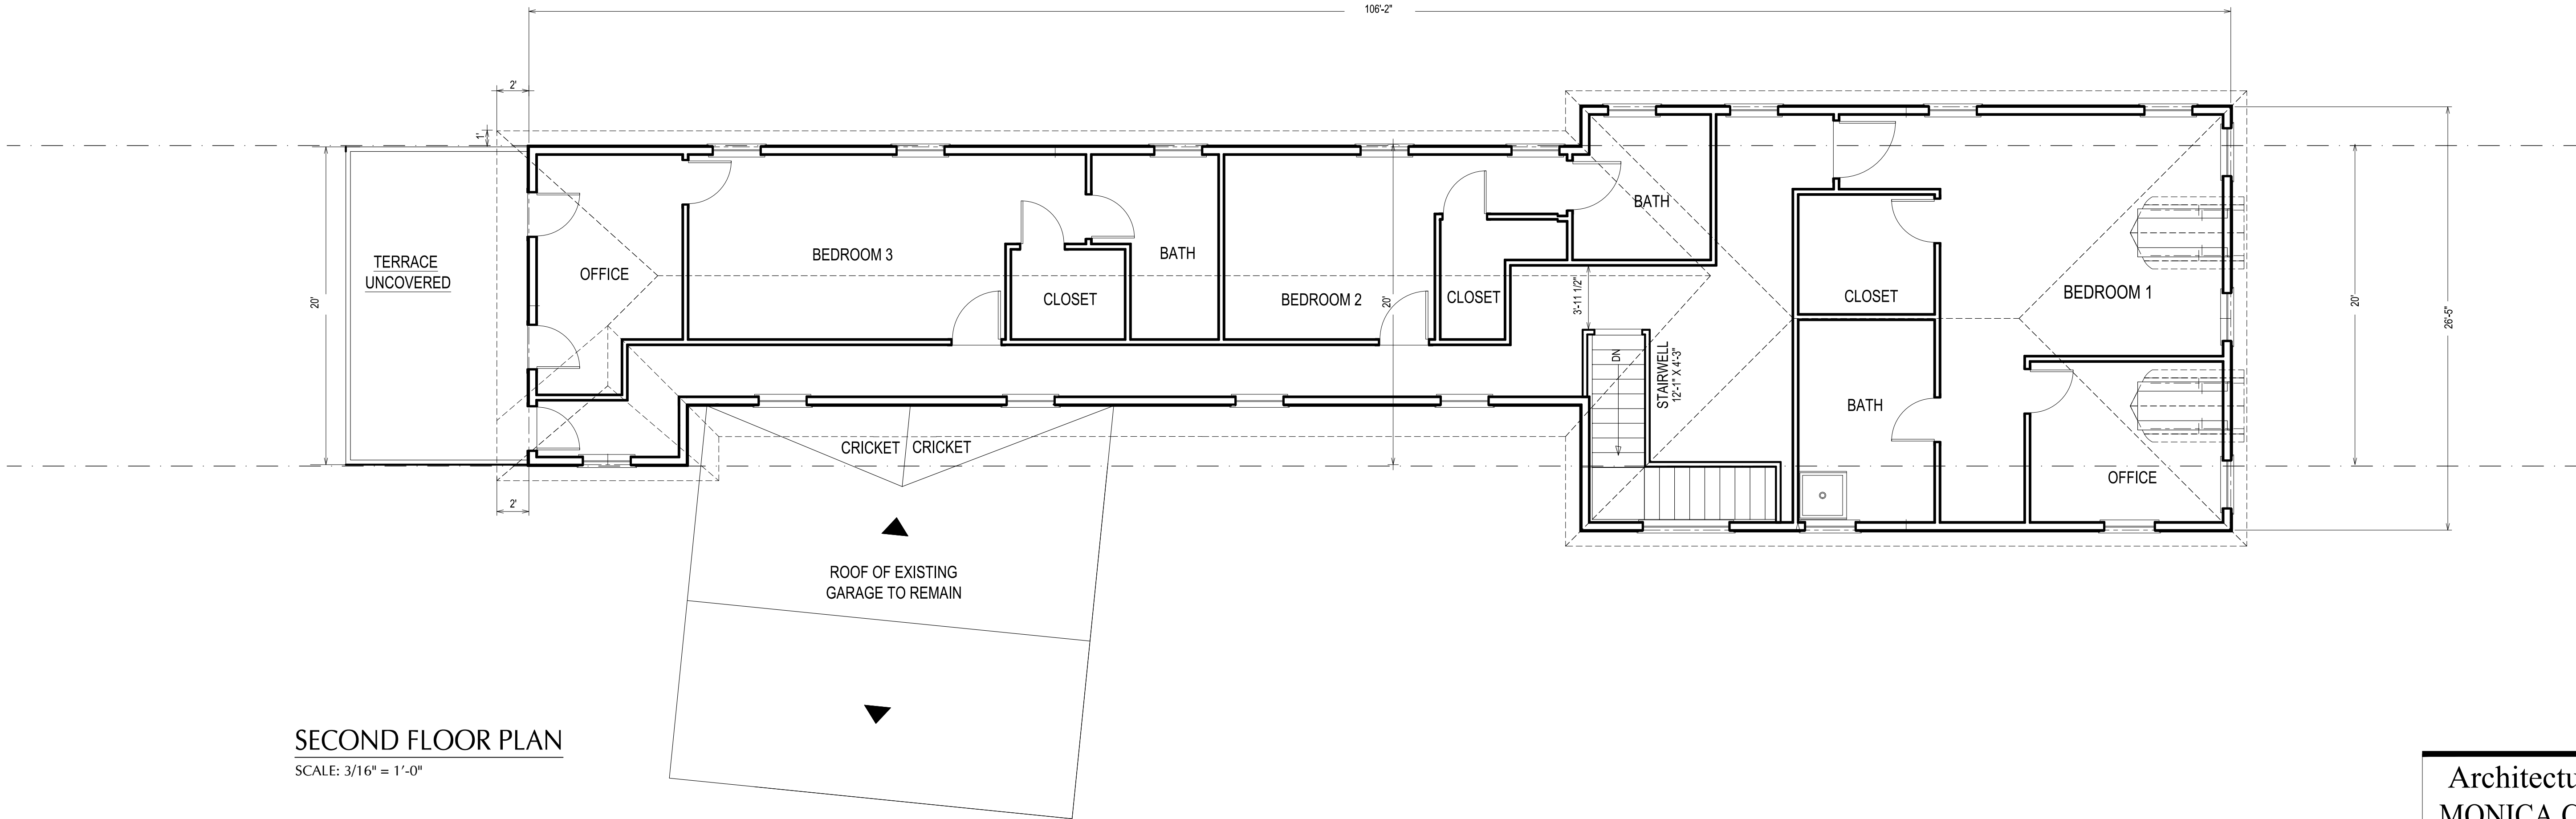 106'-2"
2'
1"
20'
TERRACE
UNCOVERED
OFFICE
BEDROOM 3
CLOSET
BATH
BEDROOM 2
20'
CLOSET
BATH
3'-11 1/2"
DN
STAIRWELL
12'-1" X 4'-3"
CLOSET
BATH
BEDROOM 1
OFFICE
20'
26'-5"
2'
CRICKET
CRICKET
ROOF OF EXISTING
GARAGE TO REMAIN
SECOND FLOOR PLAN
SCALE: 3/16" = 1'-0"
Architectu
MONICA